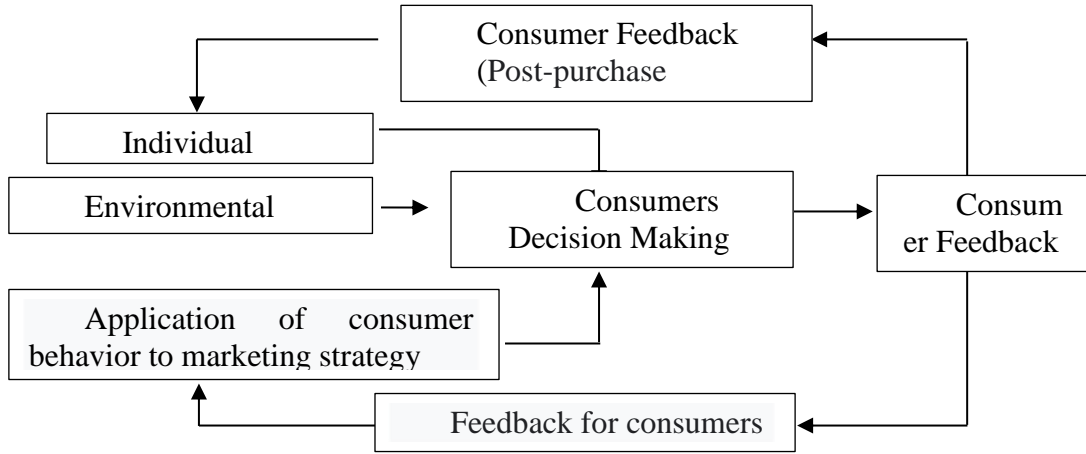 Consumer Feedback
(Post-purchase
Individual
Environmental
Consumers
Decision Making
Consum
er Feedback
Application of consumer
behavior to marketing strategy
Feedback for consumers